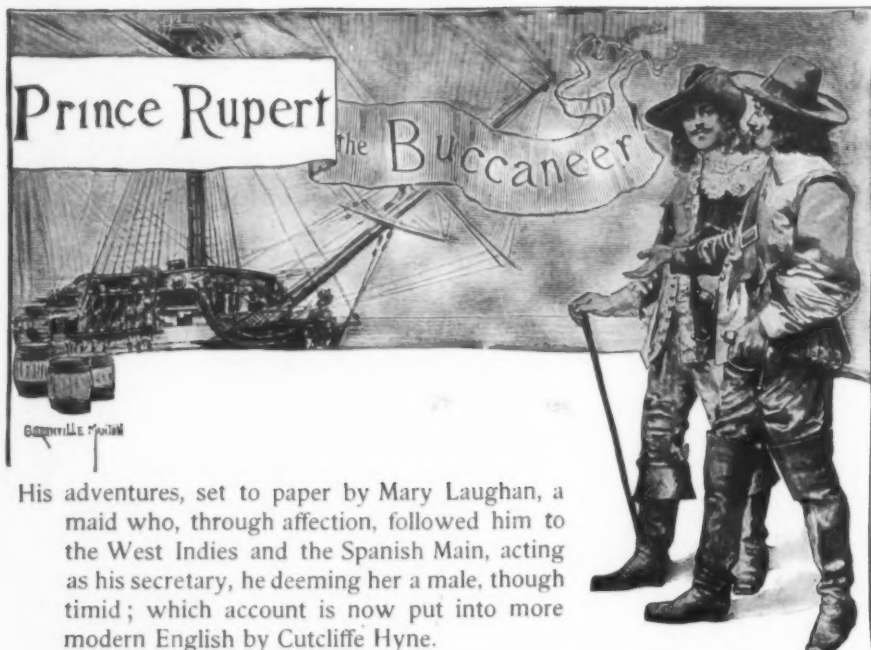 Prince Rupert
the Buccaneer
GRENVILLE MANTON
His adventures, set to paper by Mary Laughan, a
maid who, through affection, followed him to
the West Indies and the Spanish Main, acting
as his secretary, he deeming her a male, though
timid; which account is now put into more
modern English by Cutcliffe Hyne.